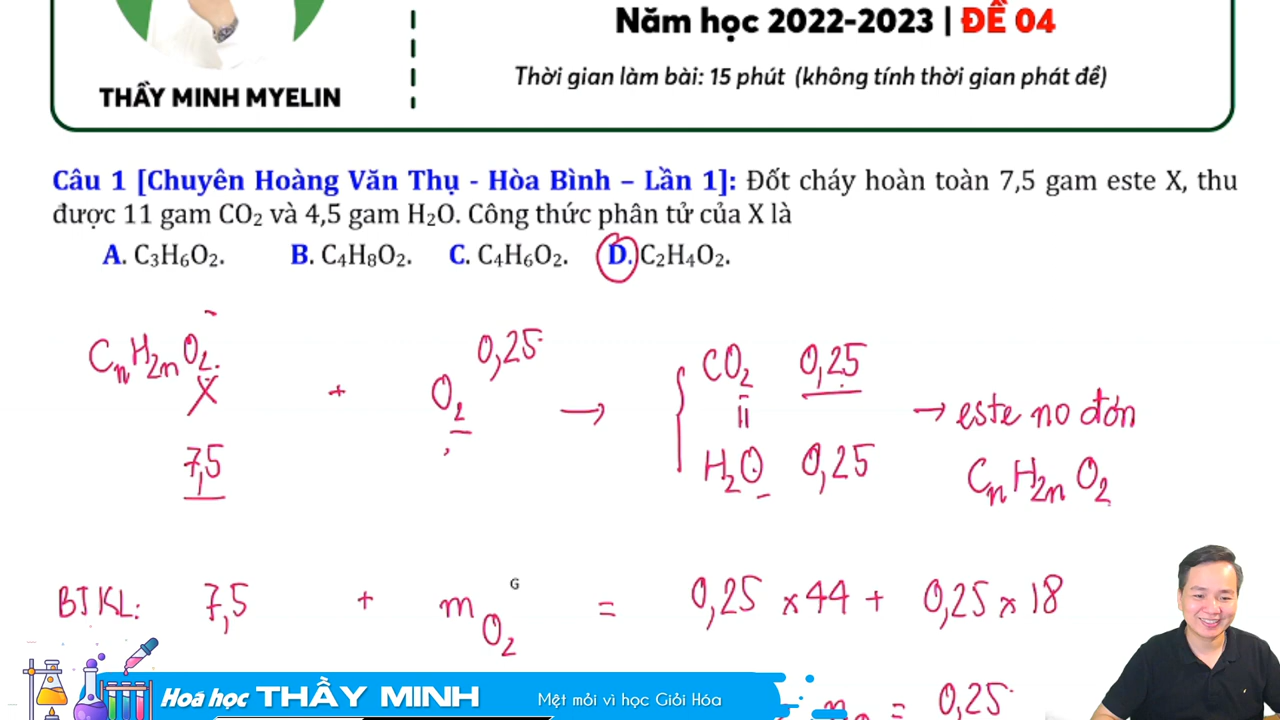 Năm học 2022-2023 | ĐỀ 04
Thời gian làm bài: 15 phút (không tính thời gian phát đề)
THẦY MINH MYELIN
Câu 1 [Chuyên Hoàng Văn Thụ - Hòa Bình – Lần 1]: Đốt cháy hoàn toàn 7,5 gam este X, thu
được 11 gam CO₂ và 4,5 gam H₂O. Công thức phân tử của X là
A. C₃H₆O₂. B. C₄H₈O₂. C. C₄H₆O₂. D. C₂H₄O₂.
CₙH₂ₙO₂ + O₂ 0,25 → { CO₂ 0,25
X
7,5
=
H₂O 0,25
→ este no đơn
CₙH₂ₙO₂
BTKL: 7,5 + m O₂ = 0,25 × 44 + 0,25 × 18
G
= 0,25
Hoá học THẦY MINH Mệt mỏi vì học Giỏi Hóa